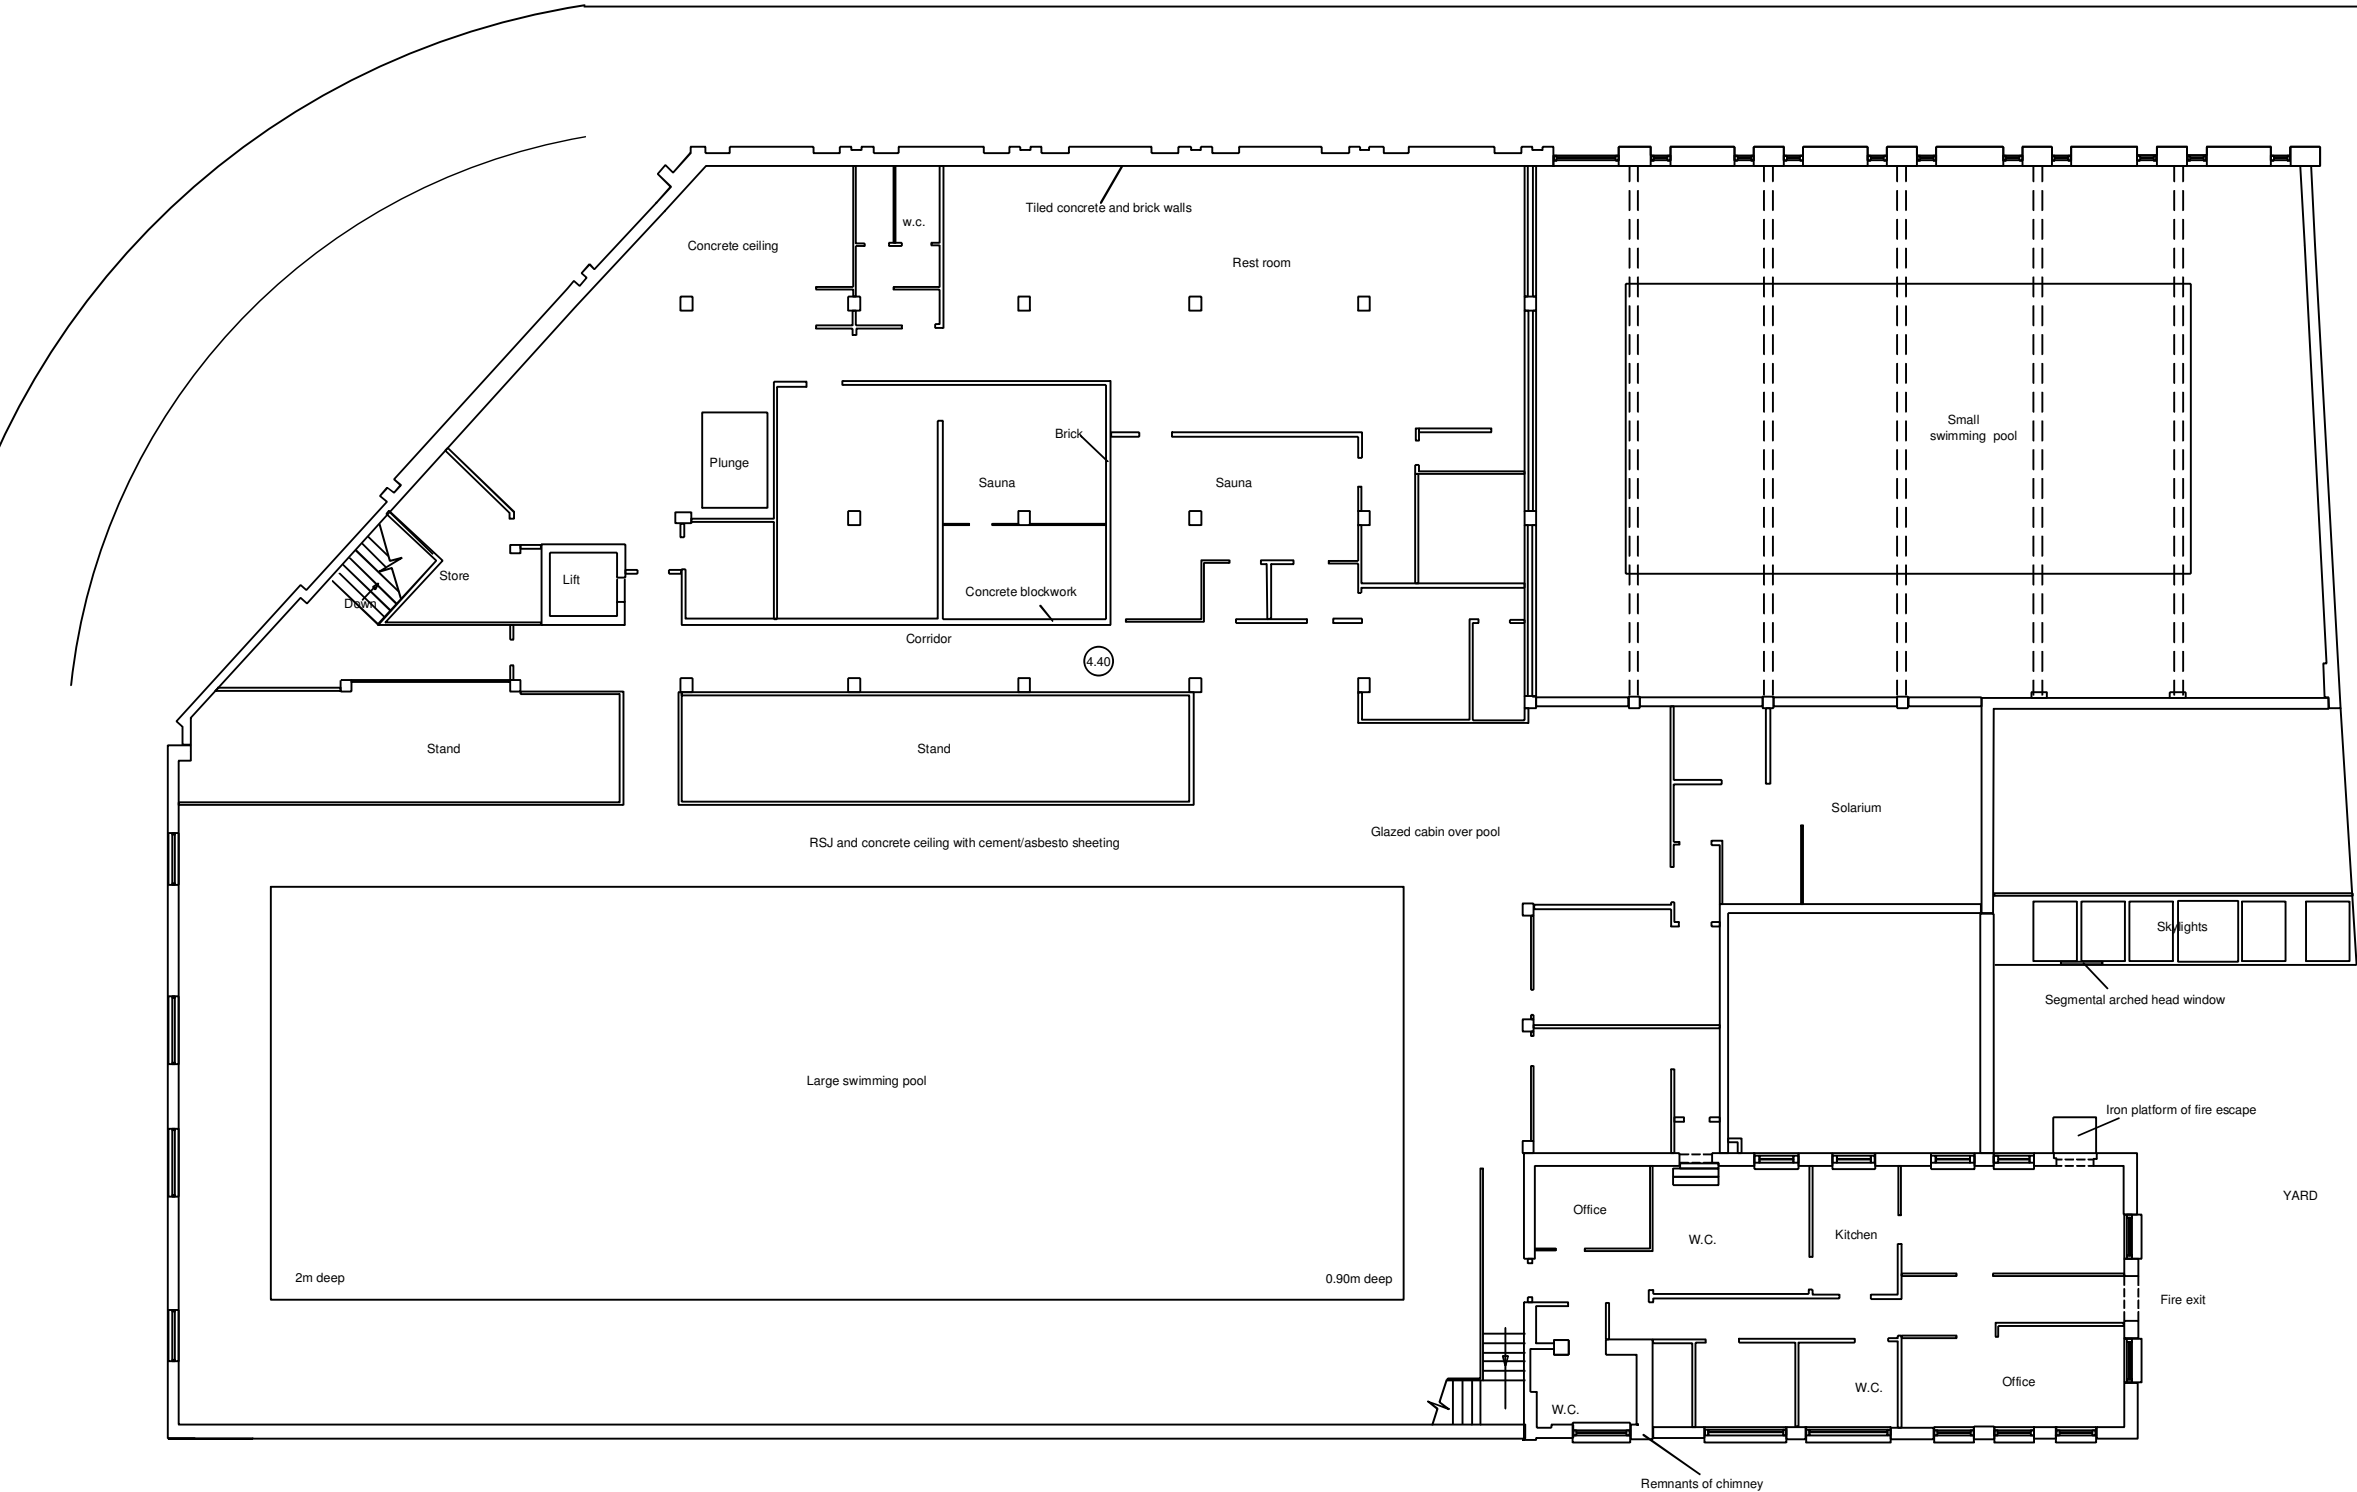 Tiled concrete and brick walls
w.c.
Concrete ceiling
Rest room
Small
swimming pool
Brick
Plunge
Sauna
Sauna
Store
Lift
Down
Concrete blockwork
Corridor
4.40
Stand
Stand
Solarium
Glazed cabin over pool
RSJ and concrete ceiling with cement/asbesto sheeting
Skylights
Segmental arched head window
Large swimming pool
Iron platform of fire escape
YARD
Office
Kitchen
W.C.
2m deep
0.90m deep
Fire exit
Office
W.C.
W.C.
Remnants of chimney